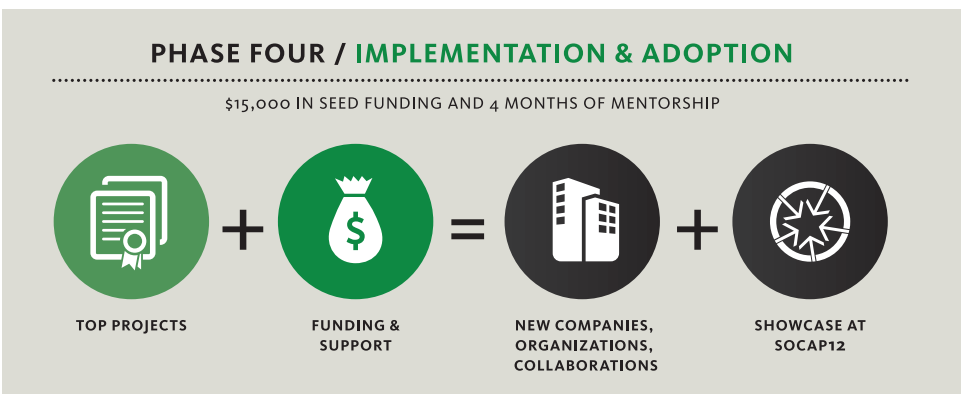 PHASE FOUR / IMPLEMENTATION & ADOPTION
$15,000 IN SEED FUNDING AND 4 MONTHS OF MENTORSHIP
+
$
=
+
TOP PROJECTS
FUNDING &
SUPPORT
NEW COMPANIES,
ORGANIZATIONS,
COLLABORATIONS
SHOWCASE AT
SOCAP12